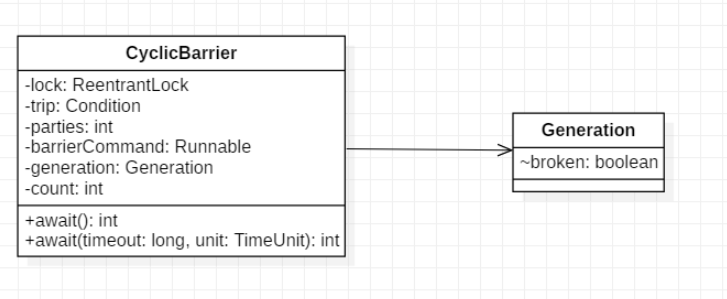 CyclicBarrier
-lock: ReentrantLock
-trip: Condition
-parties: int
-barrierCommand: Runnable
-generation: Generation
-count: int
+await(): int
+await(timeout: long, unit: TimeUnit): int
Generation
~broken: boolean